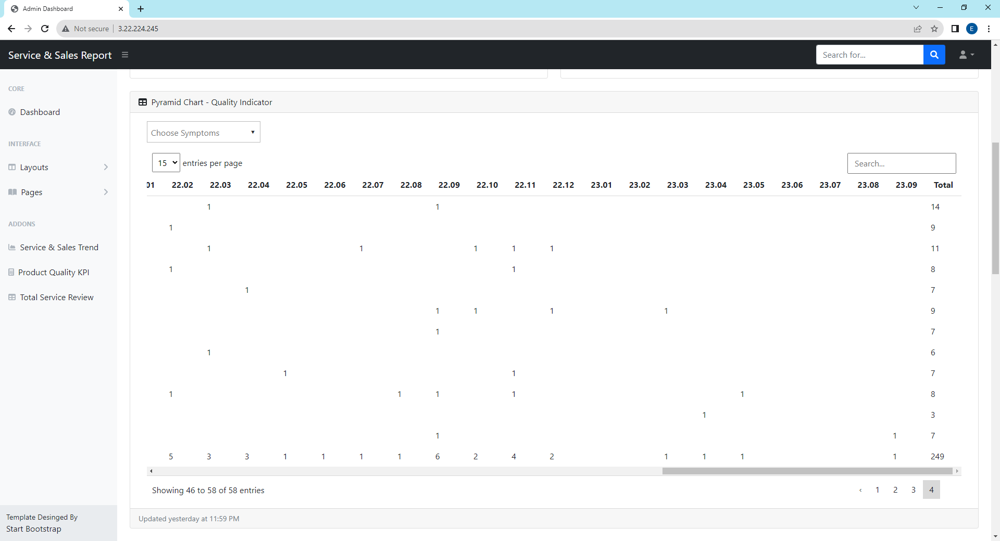 Admin Dashboard
Not secure 3.22.224.245
E
Service & Sales Report
Search for...
CORE
Dashboard
INTERFACE
Layouts
Pages
ADDONS
Service & Sales Trend
Product Quality KPI
Total Service Review
Template Desinged By
Start Bootstrap
Pyramid Chart - Quality Indicator
Choose Symptoms
15 entries per page
Search...
01 22.02 22.03 22.04 22.05 22.06 22.07 22.08 22.09 22.10 22.11 22.12 23.01 23.02 23.03 23.04 23.05 23.06 23.07 23.08 23.09 Total
1 1 14
1 9
1 1 1 1 1 11
1 1 8
1 7
1 1 1 1 9
1 7
1 6
1 1 7
1 1 1 1 1 8
1 3
1 1 7
5 3 3 1 1 1 1 6 2 4 2 1 1 1 1 249
Showing 46 to 58 of 58 entries
‹ 1 2 3 4
Updated yesterday at 11:59 PM